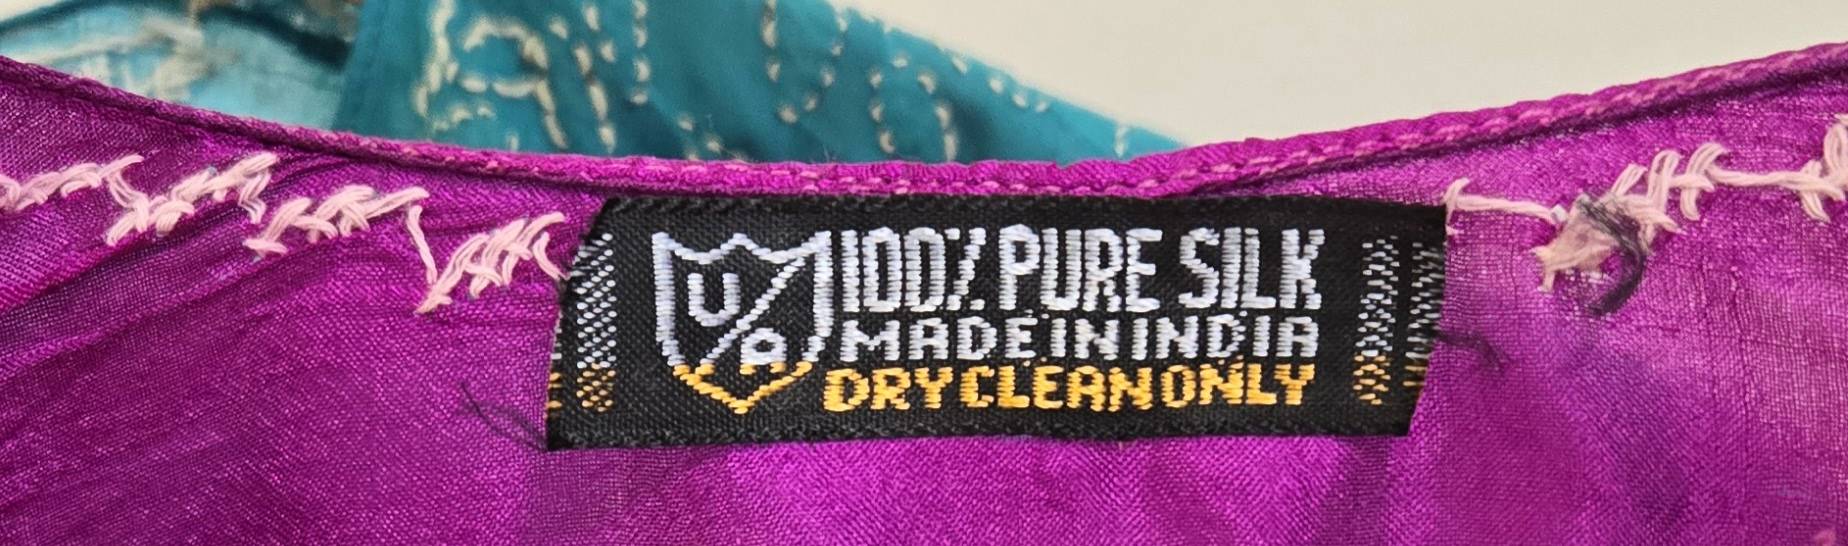 U/A
100% PURE SILK
MADE IN INDIA
DRY CLEAN ONLY